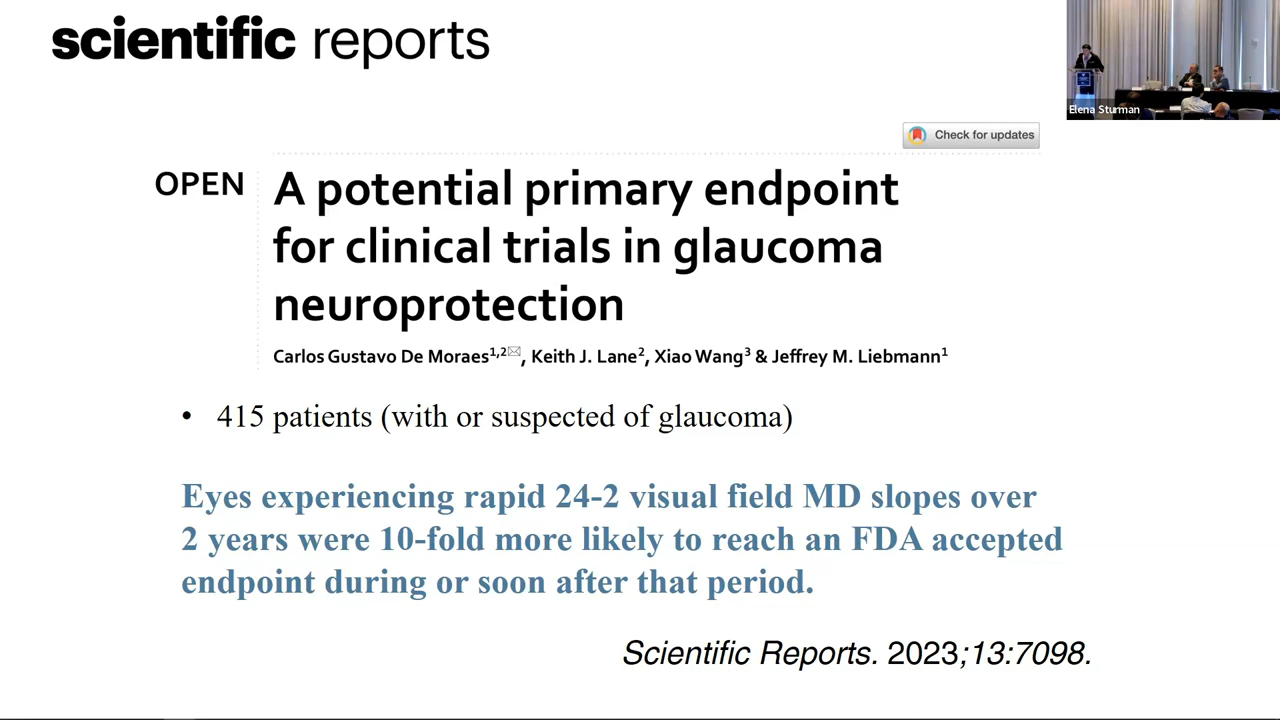 scientific reports
Elena Sturman
Check for updates
OPEN
A potential primary endpoint
for clinical trials in glaucoma
neuroprotection
Carlos Gustavo De Moraes1,2✉, Keith J. Lane2, Xiao Wang3 & Jeffrey M. Liebmann1
• 415 patients (with or suspected of glaucoma)
Eyes experiencing rapid 24-2 visual field MD slopes over
2 years were 10-fold more likely to reach an FDA accepted
endpoint during or soon after that period.
Scientific Reports. 2023;13:7098.